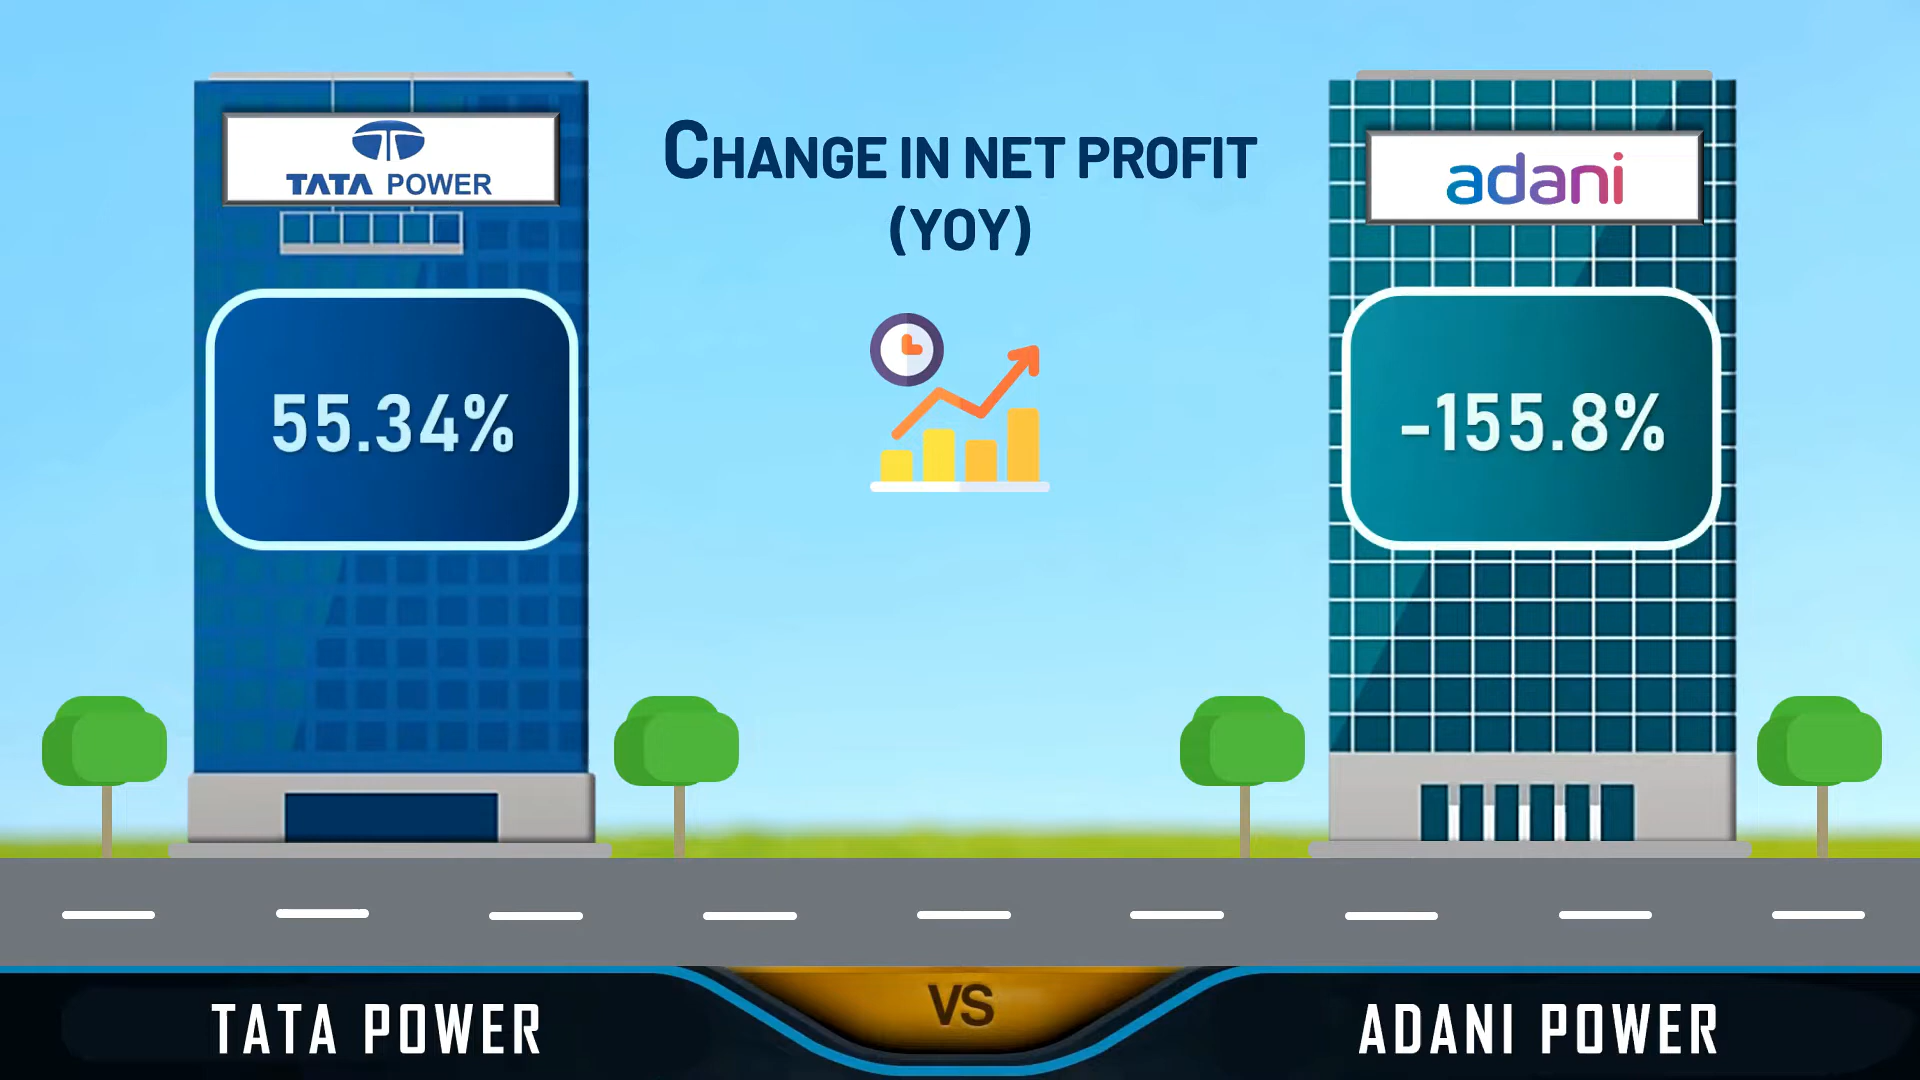 TATA POWER
CHANGE IN NET PROFIT
(YOY)
adani
55.34%
-155.8%
TATA POWER
VS
ADANI POWER